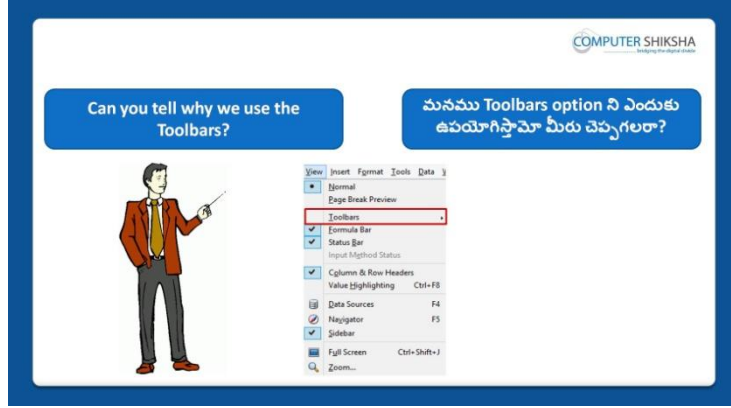 COMPUTER SHIKSHA
Bridging the digital divide
Can you tell why we use the
Toolbars?
మనము Toolbars option ని ఎందుకు
ఉపయోగిస్తామో మీరు చెప్పగలరా?
View Insert Format Tools Data
Normal
Page Break Preview
Toolbars
Formula Bar
Status Bar
Input Method Status
Column & Row Headers
Value Highlighting Ctrl+F8
Data Sources F4
Navigator F5
Sidebar
Full Screen Ctrl+Shift+J
Zoom...